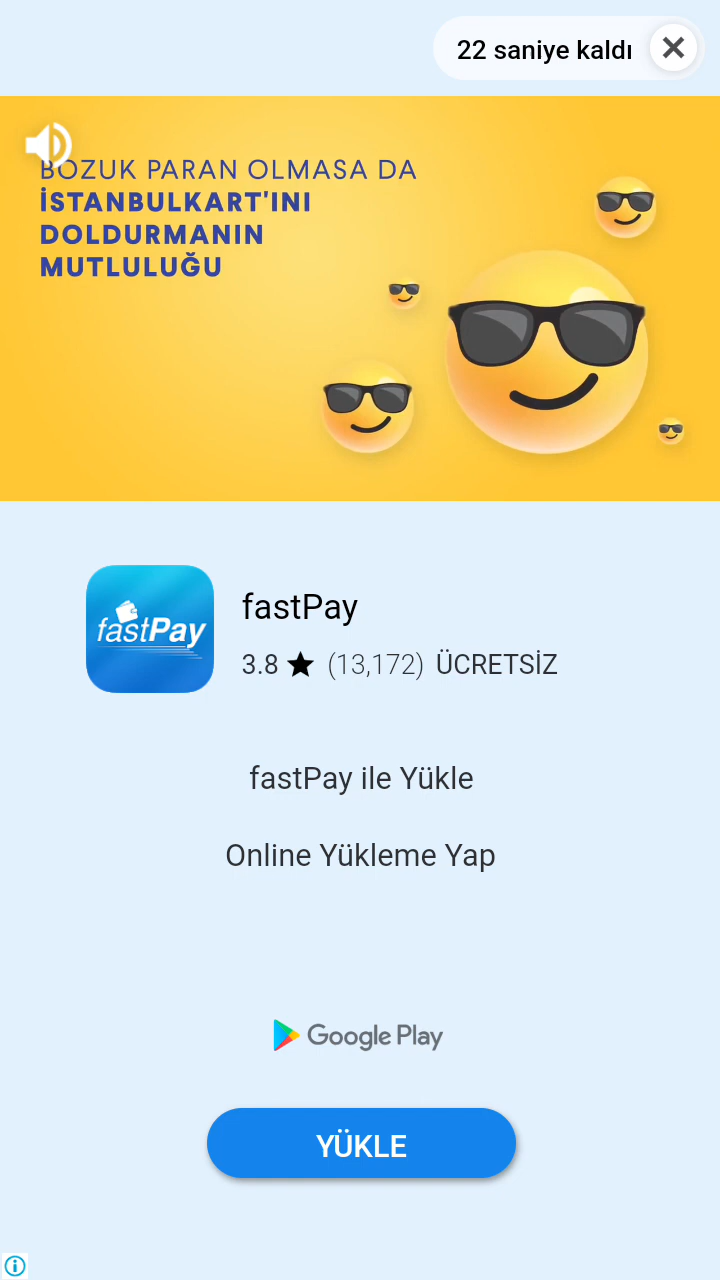 22 saniye kaldı
BOZUK PARAN OLMASA DA
İSTANBULKART'INI
DOLDURMANIN
MUTLULUĞU
fastPay
fastPay
3.8 ★ (13,172) ÜCRETSİZ
fastPay ile Yükle
Online Yükleme Yap
Google Play
YÜKLE